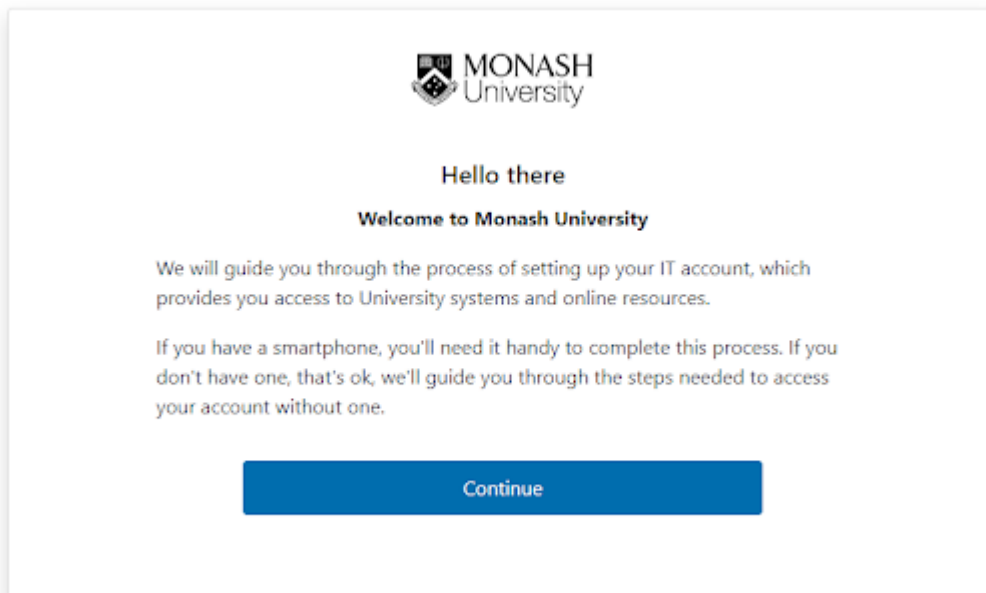 MONASH
University
Hello there
Welcome to Monash University
We will guide you through the process of setting up your IT account, which
provides you access to University systems and online resources.
If you have a smartphone, you'll need it handy to complete this process. If you
don't have one, that's ok, we'll guide you through the steps needed to access
your account without one.
Continue